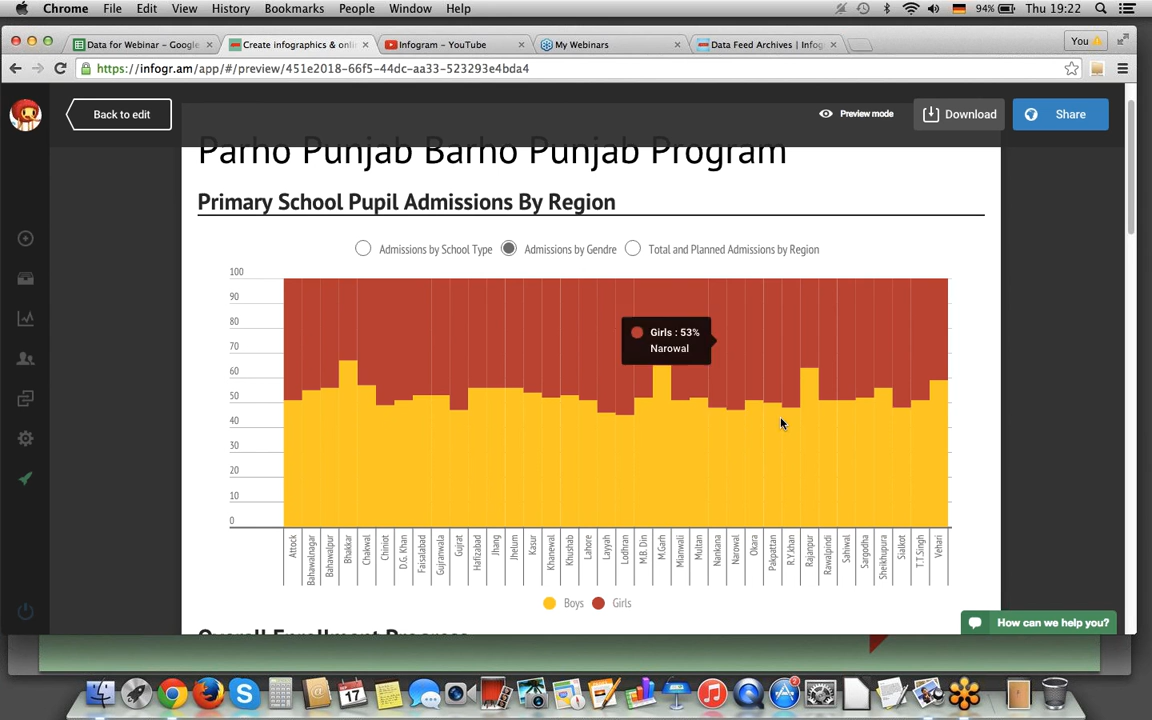 Chrome File Edit View History Bookmarks People Window Help 94% Thu 19:22
Data for Webinar – Google Create infographics & onli Infogram – YouTube My Webinars Data Feed Archives | Infog You
https://infogr.am/app/#/preview/451e2018-66f5-44dc-aa33-523293e4bda4
Back to edit Preview mode Download Share
Parho Punjab Barho Punjab Program
Primary School Pupil Admissions By Region
Admissions by School Type Admissions by Gendre Total and Planned Admissions by Region
100
90
80
70
60
50
40
30
20
10
0
Girls : 53%
Narowal
Attock Bahawalnagar Bahawalpur Bhakkar Chakwal Chiniot D.G. Khan Faisalabad Gujranwala Gujrat Hafizabad Jhang Jhelum Kasur Khanewal Khushab Lahore Layyah Lodhran M.B. Din M.Garh Mianwali Multan Nankana Narowal Okara Pakpattan R.Y.khan Rajanpur Rawalpindi Sahiwal Sargodha Sheikhupura Sialkot T.T.Singh Vehari
Boys Girls
Overall Enrollment Progress
How can we help you?
17
2